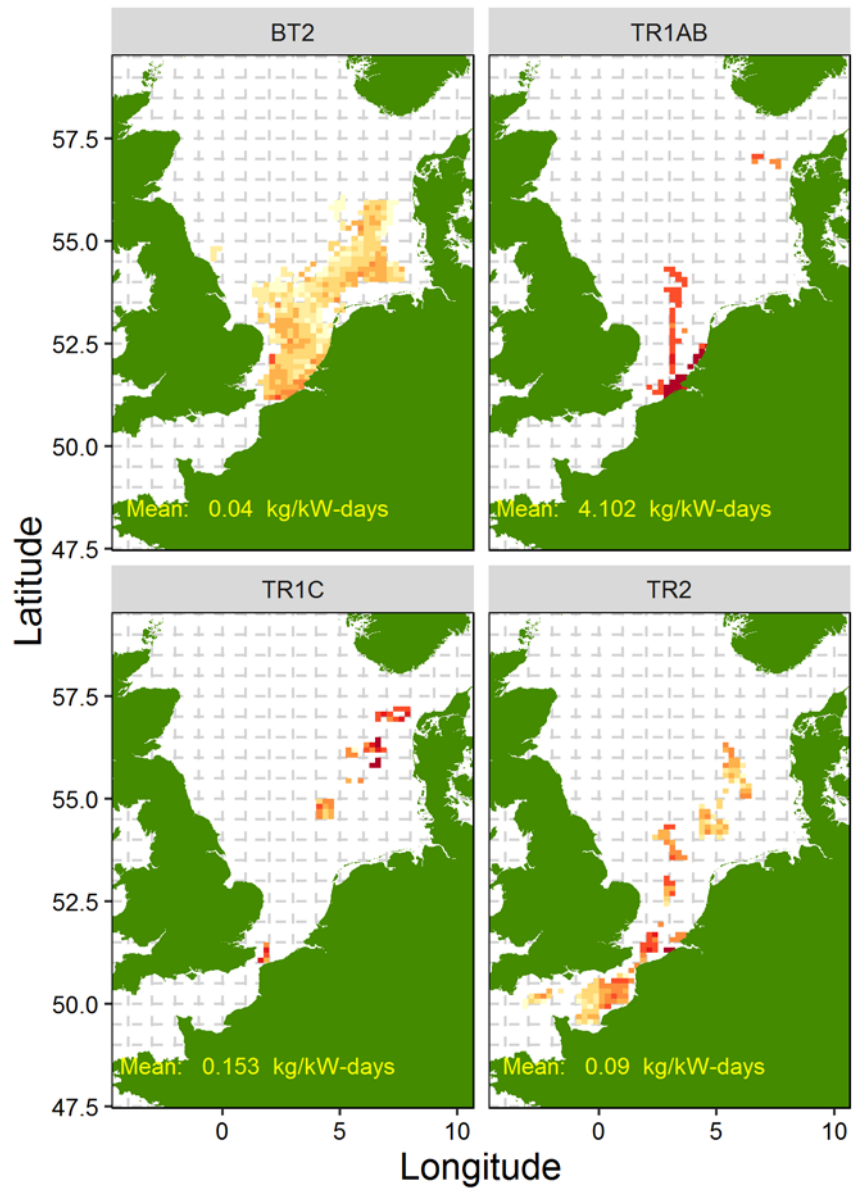 BT2
TR1AB
57.5
55.0
52.5
50.0
47.5
Mean: 0.04 kg/kW-days
Mean: 4.102 kg/kW-days
TR1C
TR2
57.5
55.0
52.5
50.0
47.5
Mean: 0.153 kg/kW-days
Mean: 0.09 kg/kW-days
0
5
10
0
5
10
Latitude
Longitude